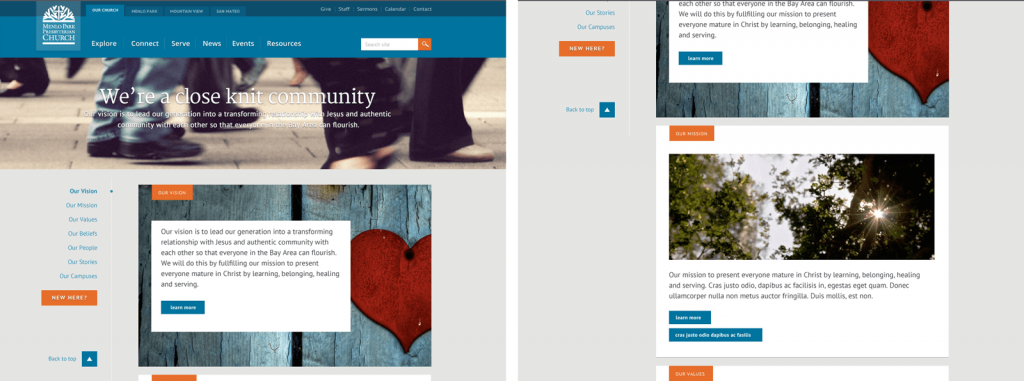 MENLO PARK
PRESBYTERIAN
CHURCH
OUR CHURCH
MENLO PARK
MOUNTAIN VIEW
SAN MATEO
Give
Staff
Sermons
Calendar
Contact
Explore
Connect
Serve
News
Events
Resources
Search site
We're a close knit community
Our vision is to lead our generation into a transforming relationship with Jesus and authentic
community with each other so that everyone in the Bay Area can flourish.
Our Vision
Our Mission
Our Values
Our Beliefs
Our People
Our Stories
Our Campuses
NEW HERE?
Back to top
OUR VISION
Our vision is to lead our generation into a transforming
relationship with Jesus and authentic community with
each other so that everyone in the Bay Area can flourish.
We will do this by fullfilling our mission to present
everyone mature in Christ by learning, belonging, healing
and serving.
learn more
Our Stories
Our Campuses
NEW HERE?
Back to top
each other so that everyone in the Bay Area can flourish.
We will do this by fullfilling our mission to present
everyone mature in Christ by learning, belonging, healing
and serving.
learn more
OUR MISSION
Our mission to present everyone mature in Christ by learning, belonging, healing
and serving. Cras justo odio, dapibus ac facilisis in, egestas eget quam. Donec
ullamcorper nulla non metus auctor fringilla. Duis mollis, est non.
learn more
cras justo odio dapibus ac facilis
OUR VALUES